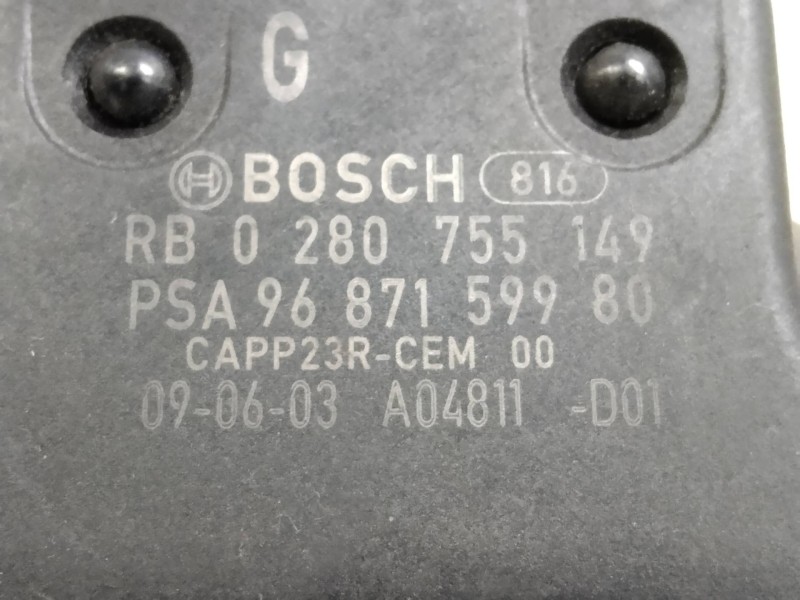 G
BOSCH 816
RB 0 280 755 149
PSA 96 871 599 80
CAPP23R-CEM 00
09-06-03 A04811 -D01